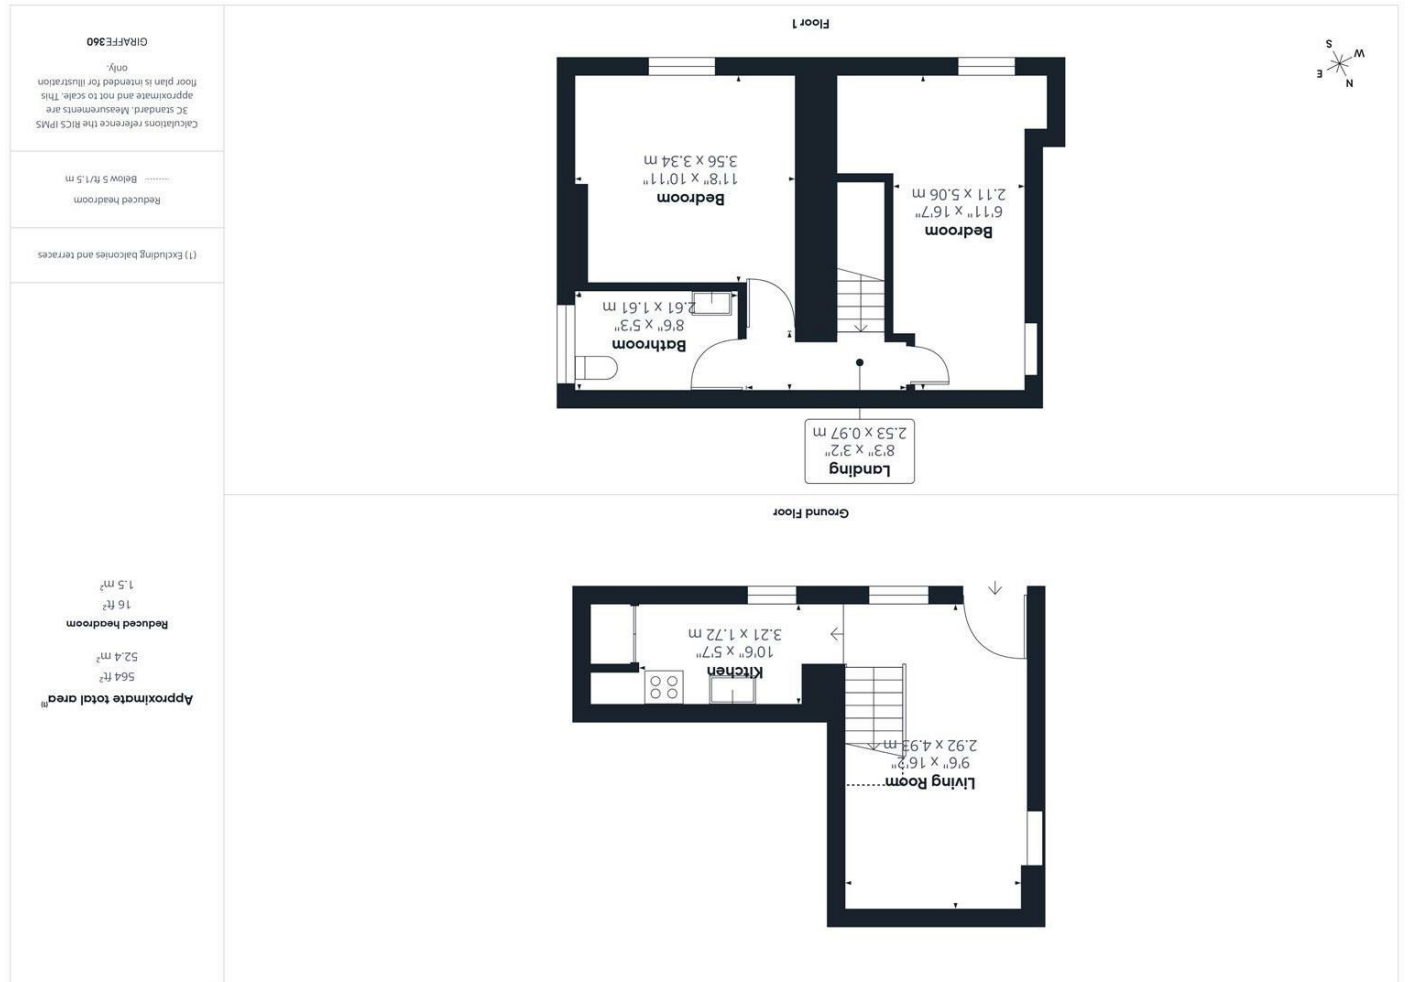 Living Room
9'6" x 16'2"
2.92 x 4.93 m
Kitchen
10'6" x 5'7"
3.21 x 1.72 m
Ground Floor
Landing
8'3" x 3'2"
2.53 x 0.97 m
Bathroom
8'6" x 5'3"
2.61 x 1.61 m
Bedroom
6'11" x 16'7"
2.11 x 5.06 m
Bedroom
11'8" x 10'11"
3.56 x 3.34 m
N
E
W
S
Floor 1
Approximate total area(1)
564 ft²
52.4 m²
Reduced headroom
16 ft²
1.5 m²
(1) Excluding balconies and terraces
Reduced headroom
Below 5 ft/1.5 m
Calculations reference the RICS IPMS
3C standard. Measurements are
approximate and not to scale. This
floor plan is intended for illustration
only.
GIRAFFE360